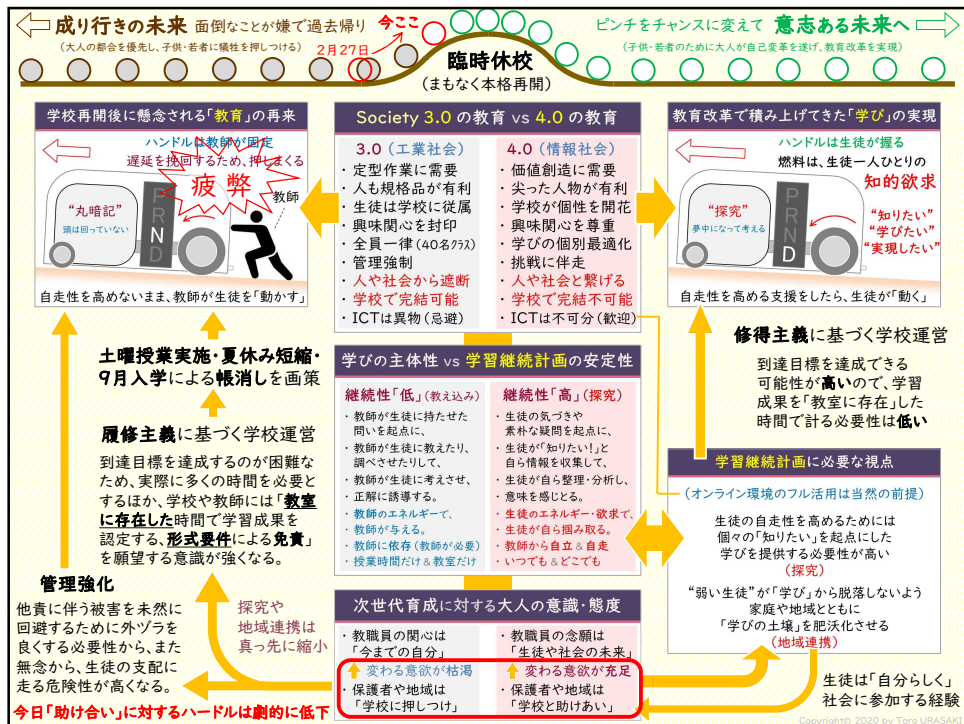 成り行きの未来 面倒なことが嫌で過去帰り
(大人の都合を優先し、子供・若者に犠牲を押しつける)
今ここ
2月27日
臨時休校
(まもなく本格再開)
ピンチをチャンスに変えて 意志ある未来へ
(子供・若者のために大人が自己変革を遂げ、教育改革を実現)
学校再開後に懸念される「教育」の再来
ハンドルは教師が固定
遅延を挽回するため、押しまくる
疲弊
教師
“丸暗記”
頭は回っていない
P
R
N
D
自走性を高めないまま、教師が生徒を「動かす」
Society 3.0 の教育 vs 4.0 の教育
3.0 (工業社会)
・定型作業に需要
・人も規格品が有利
・生徒は学校に従属
・興味関心を封印
・全員一律(40名クラス)
・管理強制
・人や社会から遮断
・学校で完結可能
・ICTは異物(忌避)
4.0 (情報社会)
・価値創造に需要
・尖った人物が有利
・学校が個性を開花
・興味関心を尊重
・学びの個別最適化
・挑戦に伴走
・人や社会と繋げる
・学校で完結不可能
・ICTは不可分(歓迎)
教育改革で積み上げてきた「学び」の実現
ハンドルは生徒が握る
燃料は、生徒一人ひとりの
知的欲求
“探究”
夢中になって考える
P
R
N
D
“知りたい”
“学びたい”
“実現したい”
自走性を高める支援をしたら、生徒が「動く」
土曜授業実施・夏休み短縮・
9月入学による帳消しを画策
履修主義に基づく学校運営
到達目標を達成するのが困難な
ため、実際に多くの時間を必要と
するほか、学校や教師には「教室
に存在した時間で学習成果を
認定する、形式要件による免責」
を願望する意識が強くなる。
管理強化
他責に伴う被害を未然に
回避するために外ヅラを
良くする必要性から、また
無念から、生徒の支配に
走る危険性が高くなる。
探究や
地域連携は
真っ先に縮小
今日「助け合い」に対するハードルは劇的に低下
学びの主体性 vs 学習継続計画の安定性
継続性「低」(教え込み)
・教師が生徒に持たせた
問いを起点に、
・教師が生徒に教えたり、
調べさせたりして、
・教師が生徒に考えさせ、
・正解に誘導する。
・教師のエネルギーで、
・教師が与える。
・教師に依存(教師が必要)
・授業時間だけ&教室だけ
継続性「高」(探究)
・生徒の気づきや
素朴な疑問を起点に、
・生徒が「知りたい!」と
自ら情報を収集して、
・生徒が自ら整理・分析し、
・意味を感じとる。
・生徒のエネルギー・欲求で、
・生徒が自ら掴み取る。
・教師から自立&自走
・いつでも&どこでも
次世代育成に対する大人の意識・態度
・教職員の関心は
「今までの自分」
変わる意欲が枯渇
・保護者や地域は
「学校に押しつけ」
・教職員の念願は
「生徒や社会の未来」
変わる意欲が充足
・保護者や地域は
「学校と助けあい」
修得主義に基づく学校運営
到達目標を達成できる
可能性が高いので、学習
成果を「教室に存在」した
時間で計る必要性は低い
学習継続計画に必要な視点
(オンライン環境のフル活用は当然の前提)
生徒の自走性を高めるためには
個々の「知りたい」を起点にした
学びを提供する必要性が高い
(探究)
“弱い生徒”が「学び」から脱落しないよう
家庭や地域とともに
「学びの土壌」を肥沃化させる
(地域連携)
生徒は「自分らしく」
社会に参加する経験
Copyright© 2020 by Toro URASAKI